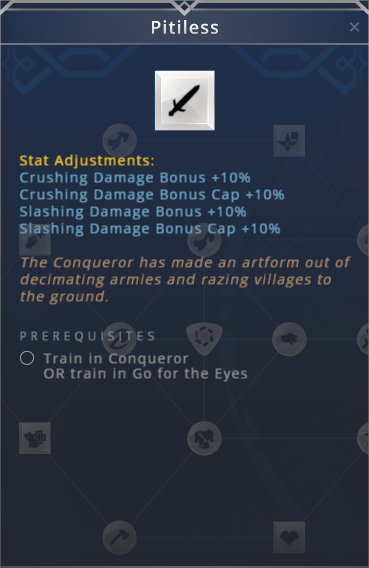 Pitiless
Stat Adjustments:
Crushing Damage Bonus +10%
Crushing Damage Bonus Cap +10%
Slashing Damage Bonus +10%
Slashing Damage Bonus Cap +10%
The Conqueror has made an artform out of
decimating armies and razing villages to
the ground.
PREREQUISITES
Train in Conqueror
OR train in Go for the Eyes